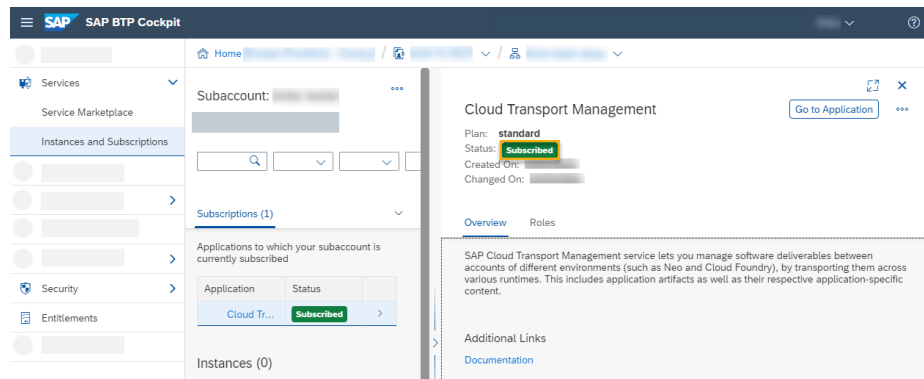 SAP SAP BTP Cockpit
Home / / 
Services
Service Marketplace
Instances and Subscriptions
Security
Entitlements
Subaccount:
Subscriptions (1)
Applications to which your subaccount is
currently subscribed
Application Status
Cloud Tr... Subscribed
Instances (0)
Cloud Transport Management
Go to Application
Plan: standard
Status: Subscribed
Created On:
Changed On:
Overview Roles
SAP Cloud Transport Management service lets you manage software deliverables between
accounts of different environments (such as Neo and Cloud Foundry), by transporting them across
various runtimes. This includes application artifacts as well as their respective application-specific
content.
Additional Links
Documentation